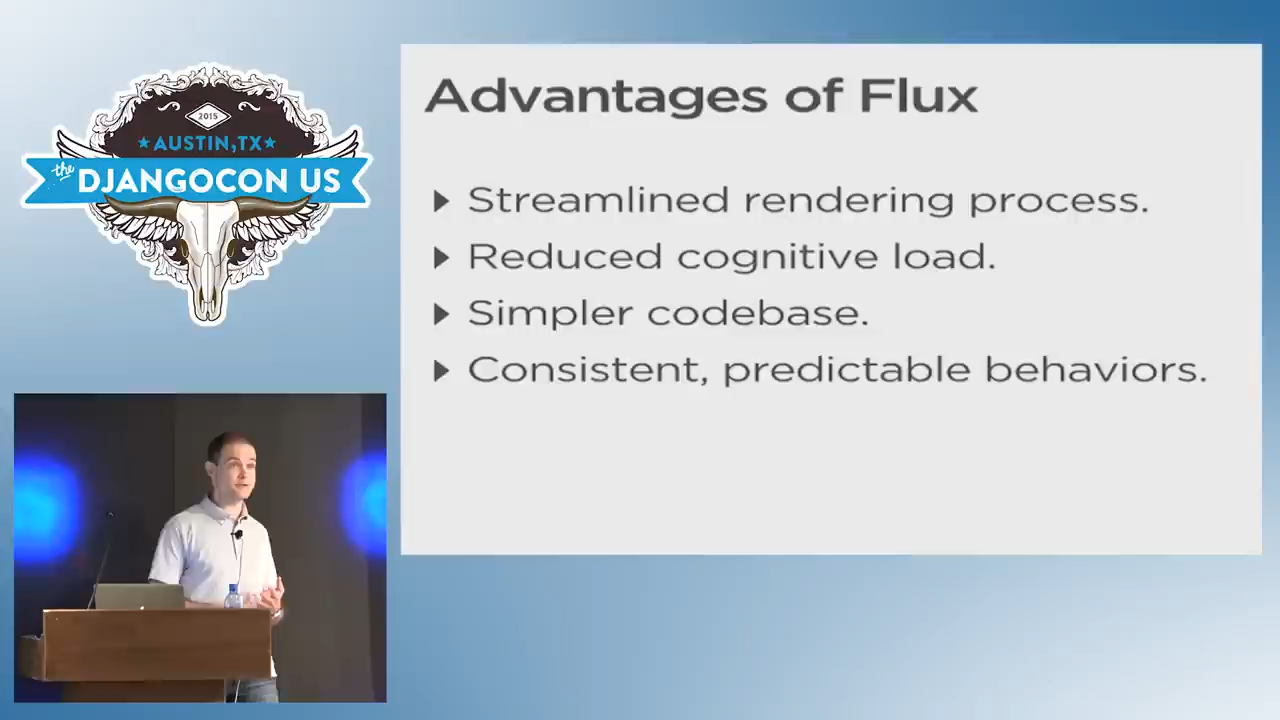 2015
AUSTIN,TX
the
DJANGOCON US
Advantages of Flux
Streamlined rendering process.
Reduced cognitive load.
Simpler codebase.
Consistent, predictable behaviors.